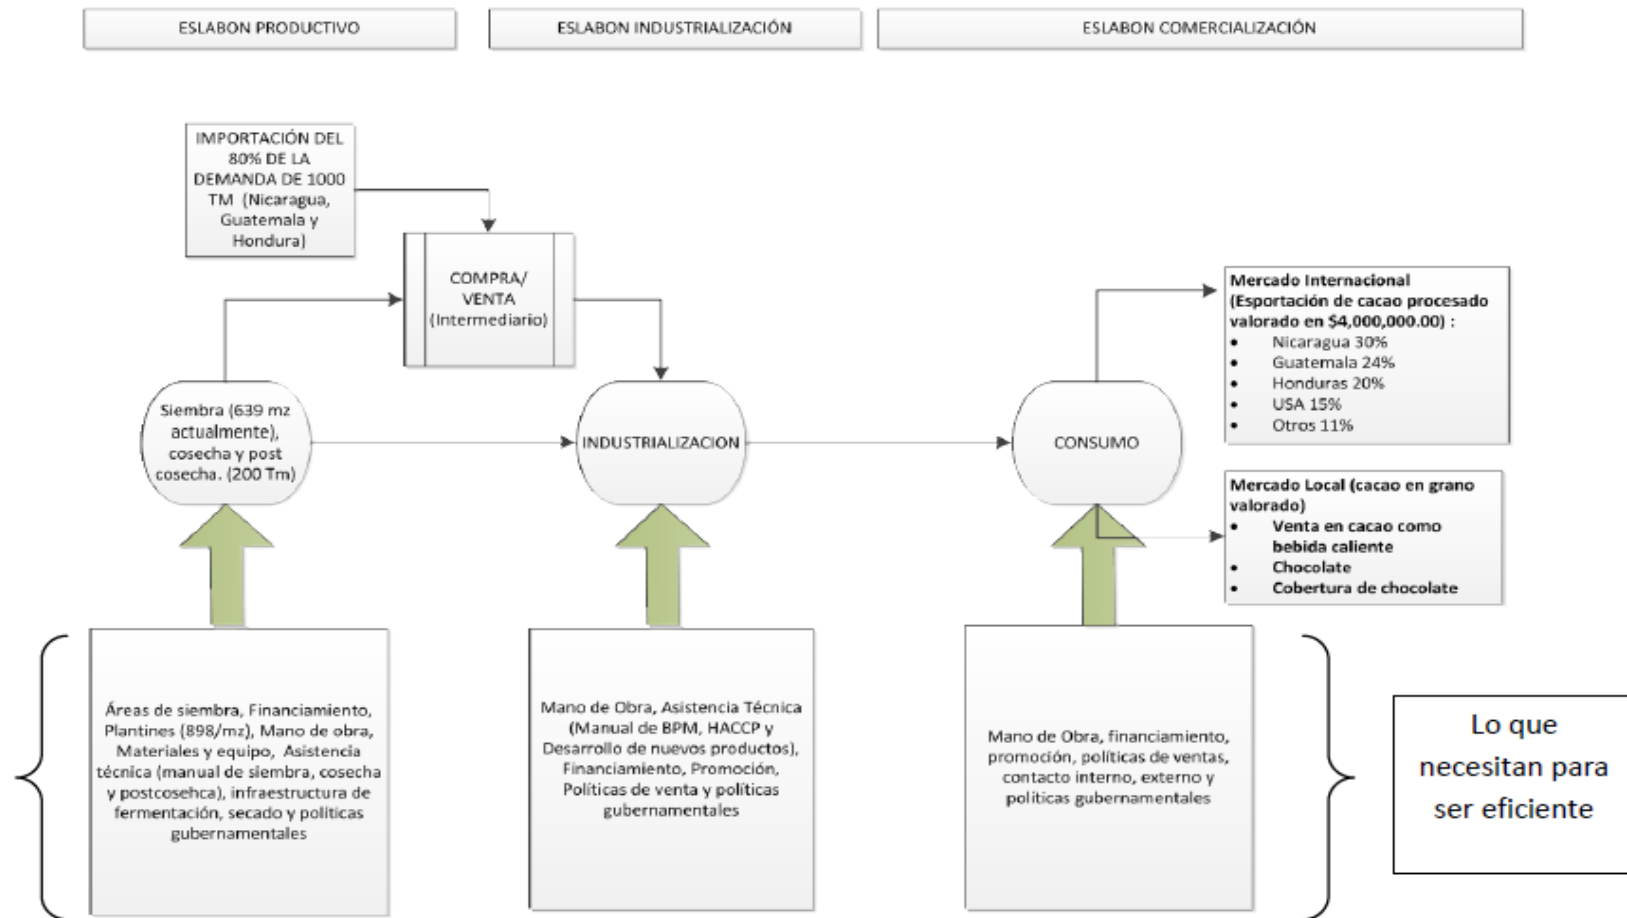 ESLABON PRODUCTIVO
ESLABON INDUSTRIALIZACIÓN
ESLABON COMERCIALIZACIÓN
IMPORTACIÓN DEL
80% DE LA
DEMANDA DE 1000
TM (Nicaragua,
Guatemala y
Hondura)
COMPRA/
VENTA
(Intermediario)
Siembra (639 mz
actualmente),
cosecha y post
cosecha. (200 Tm)
INDUSTRIALIZACION
CONSUMO
Mercado Internacional
(Esportación de cacao procesado
valorado en $4,000,000.00) :
• Nicaragua 30%
• Guatemala 24%
• Honduras 20%
• USA 15%
• Otros 11%
Mercado Local (cacao en grano
valorado)
• Venta en cacao como
bebida caliente
• Chocolate
• Cobertura de chocolate
Áreas de siembra, Financiamiento,
Plantines (898/mz), Mano de obra,
Materiales y equipo, Asistencia
técnica (manual de siembra, cosecha
y postcosehca), infraestructura de
fermentación, secado y políticas
gubernamentales
Mano de Obra, Asistencia Técnica
(Manual de BPM, HACCP y
Desarrollo de nuevos productos),
Financiamiento, Promoción,
Políticas de venta y políticas
gubernamentales
Mano de Obra, financiamiento,
promoción, políticas de ventas,
contacto interno, externo y
políticas gubernamentales
Lo que
necesitan para
ser eficiente